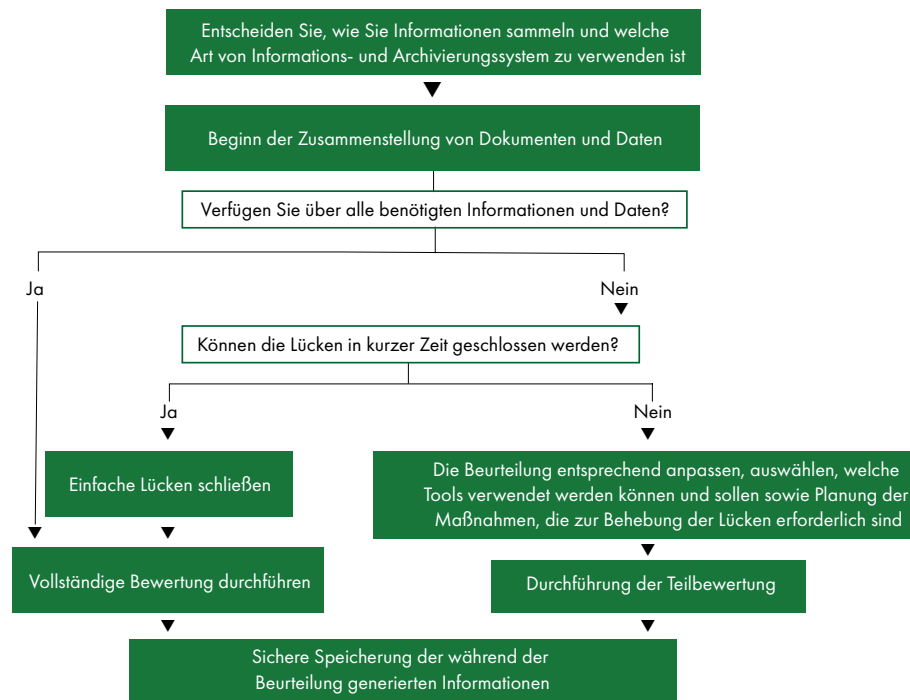 Entscheiden Sie, wie Sie Informationen sammeln und welche
Art von Informations- und Archivierungssystem zu verwenden ist
Beginn der Zusammenstellung von Dokumenten und Daten
Verfügen Sie über alle benötigten Informationen und Daten?
Ja
Nein
Können die Lücken in kurzer Zeit geschlossen werden?
Ja
Nein
Einfache Lücken schließen
Die Beurteilung entsprechend anpassen, auswählen, welche
Tools verwendet werden können und sollen sowie Planung der
Maßnahmen, die zur Behebung der Lücken erforderlich sind
Vollständige Bewertung durchführen
Durchführung der Teilbewertung
Sichere Speicherung der während der
Beurteilung generierten Informationen